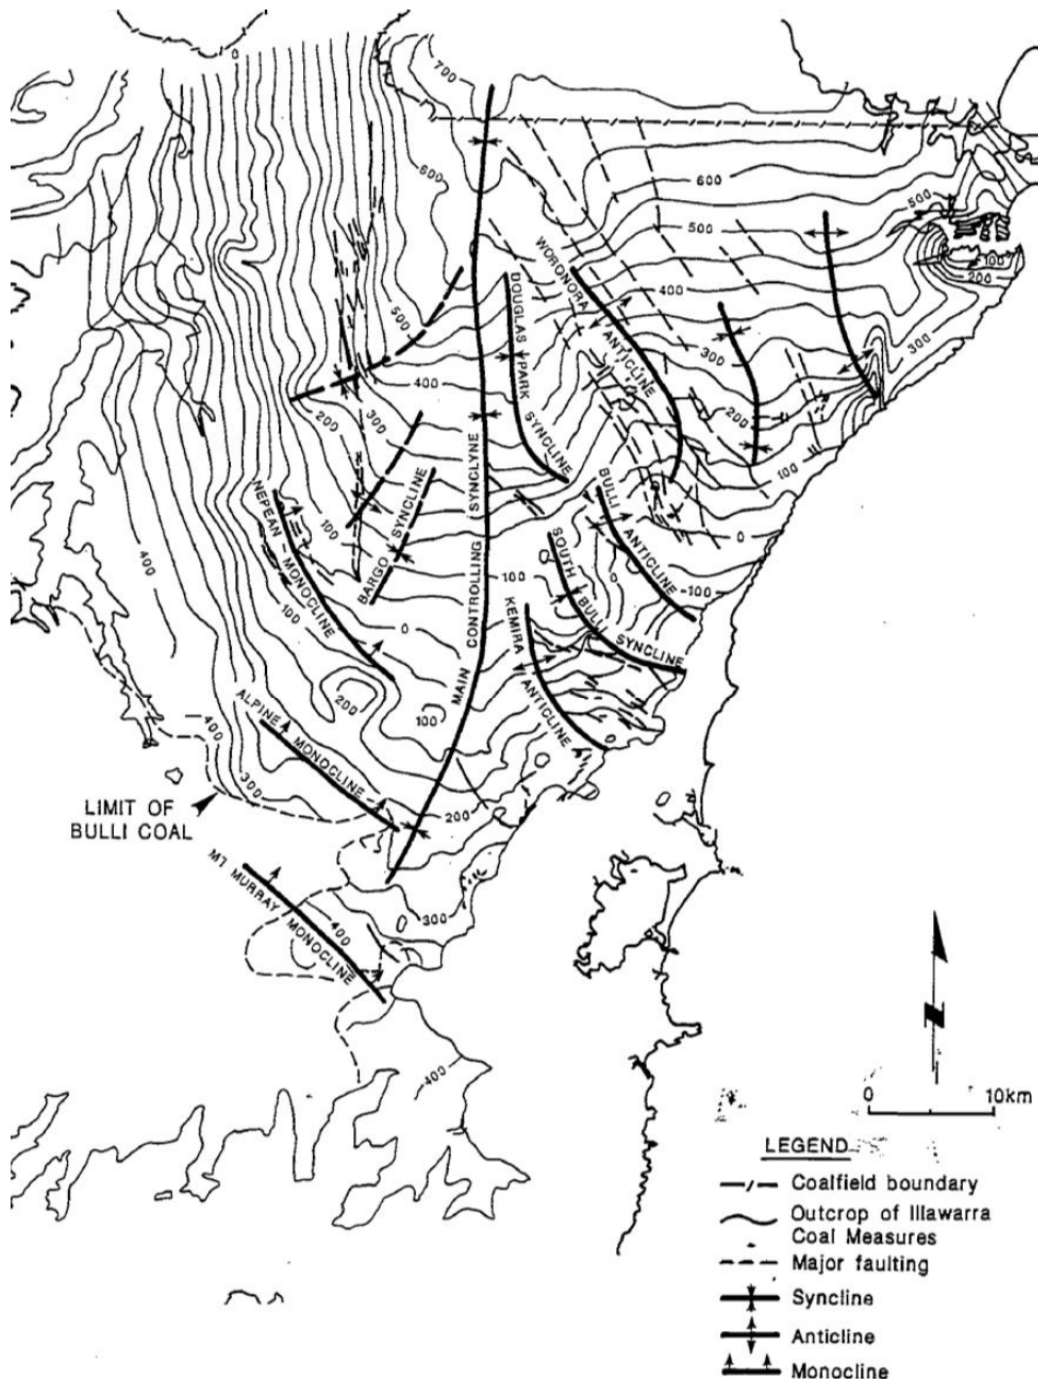 0
700
600
600
500
500
WORONORA ANTICLINE
DOUGLAS PARK SYNCLINE
100
200
400
500
300
300
400
200
300
200
100
NEPEAN - MONOCLINE
BARGO SYNCLINE
MAIN CONTROLLING SYNCLYNE
BULLI ANTICLINE
SOUTH BULLI SYNCLINE
KEMIRA ANTICLINE
400
100
0
100
-100
0
0
100
200
100
ALPINE MONOCLINE
400
300
200
LIMIT OF
BULLI COAL
MT MURRAY MONOCLINE
300
400
400
N
0 10km
LEGEND
Coalfield boundary
Outcrop of Illawarra
Coal Measures
Major faulting
Syncline
Anticline
Monocline